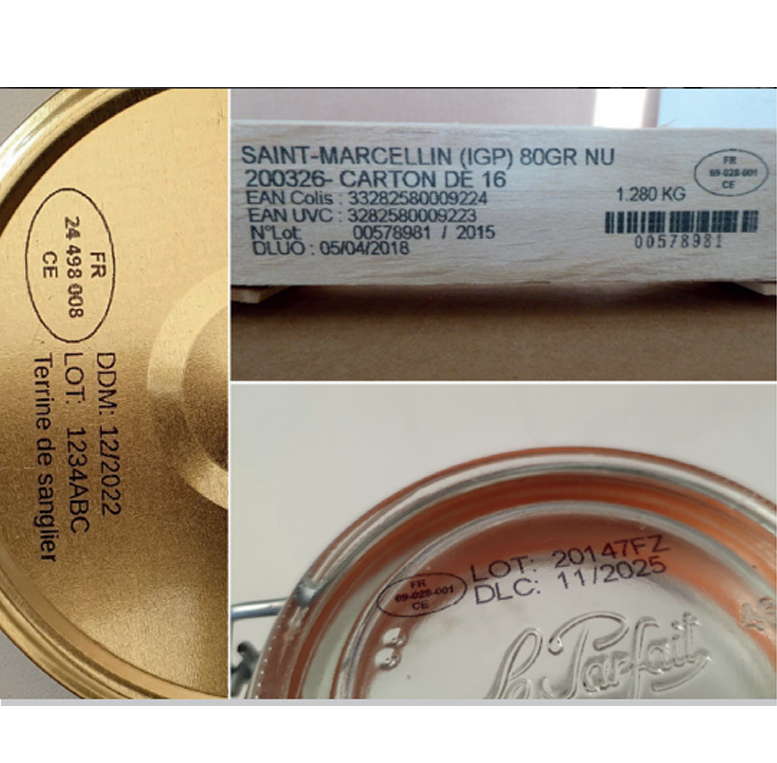 FR
24 498 008
CE
DDM: 12/2022
LOT: 1234ABC
Terrine de sanglier
SAINT-MARCELLIN (IGP) 80GR NU
200326- CARTON DE 16
EAN Colis : 33282580009224
EAN UVC : 3282580009223
N°Lot 00578981 / 2015
DLUO : 05/04/2018
1.280 KG
00578981
FR
69-028-001
CE
FR
69-028-001
CE
LOT: 20147FZ
DLC: 11/2025
Le Parfait